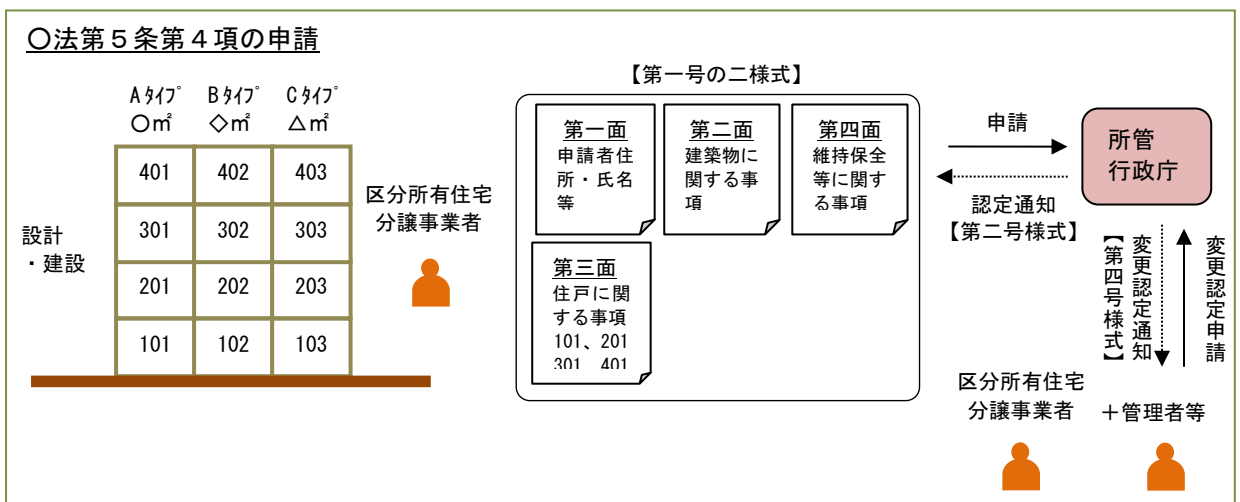 〇法第５条第４項の申請
Aﾀｲﾌﾟ Bﾀｲﾌﾟ Cﾀｲﾌﾟ
〇㎡ ◇㎡ △㎡
401 402 403
301 302 303
201 202 203
101 102 103
設計
・建設
区分所有住宅
分譲事業者
【第一号の二様式】
第一面
申請者住
所・氏名
等
第二面
建築物に
関する事
項
第四面
維持保全
等に関す
る事項
第三面
住戸に関
する事項
101、201
301 401
申請
認定通知
【第二号様式】
所管
行政庁
変更認定通知
【第四号様式】
変更認定申請
区分所有住宅
分譲事業者
＋管理者等